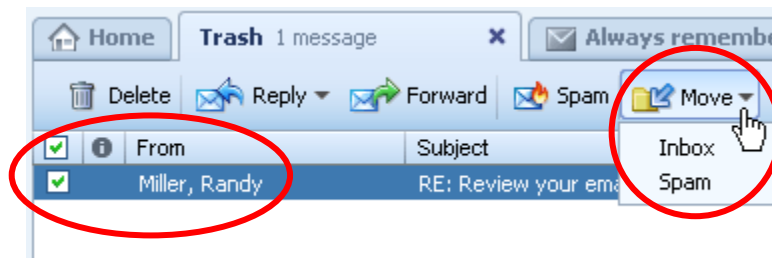 Home Trash 1 message Always remembe
Delete Reply Forward Spam Move
From Subject Inbox
Miller, Randy RE: Review your ema Spam